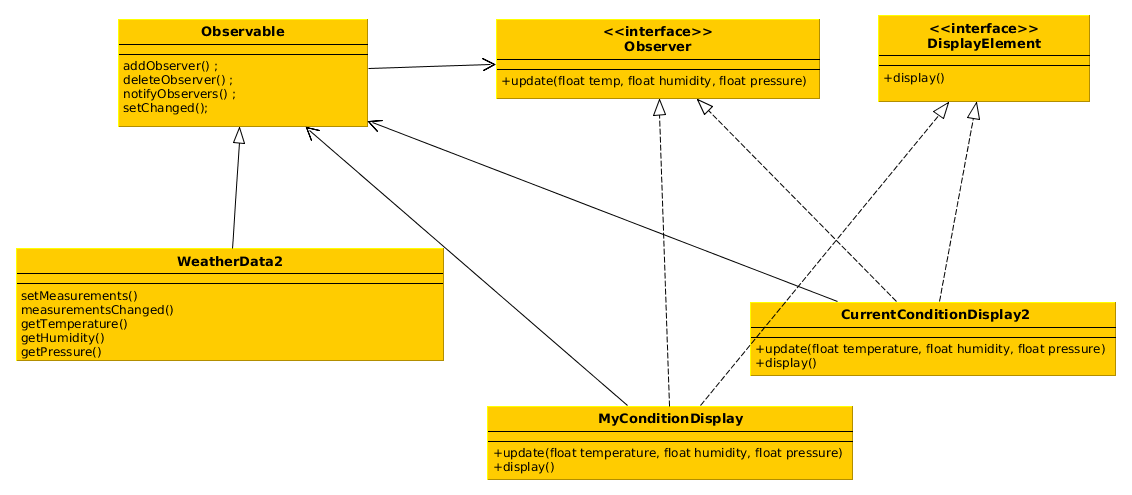 Observable
addObserver() ;
deleteObserver() ;
notifyObservers() ;
setChanged();
<<interface>>
Observer
+update(float temp, float humidity, float pressure)
<<interface>>
DisplayElement
+display()
WeatherData2
setMeasurements()
measurementsChanged()
getTemperature()
getHumidity()
getPressure()
CurrentConditionDisplay2
+update(float temperature, float humidity, float pressure)
+display()
MyConditionDisplay
+update(float temperature, float humidity, float pressure)
+display()